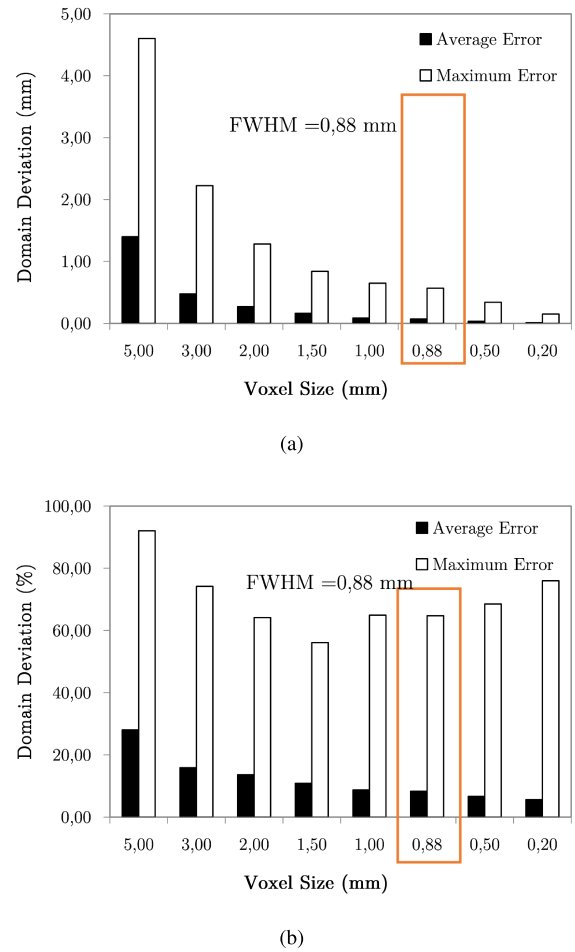 5,00
Average Error
4,00
Maximum Error
FWHM =0,88 mm
3,00
2,00
1,00
0,00
Domain Deviation (mm)
5,00 3,00 2,00 1,50 1,00 0,88 0,50 0,20
Voxel Size (mm)
(a)
100,00
Average Error
80,00
Maximum Error
FWHM =0,88 mm
60,00
40,00
20,00
0,00
Domain Deviation (%)
5,00 3,00 2,00 1,50 1,00 0,88 0,50 0,20
Voxel Size (mm)
(b)